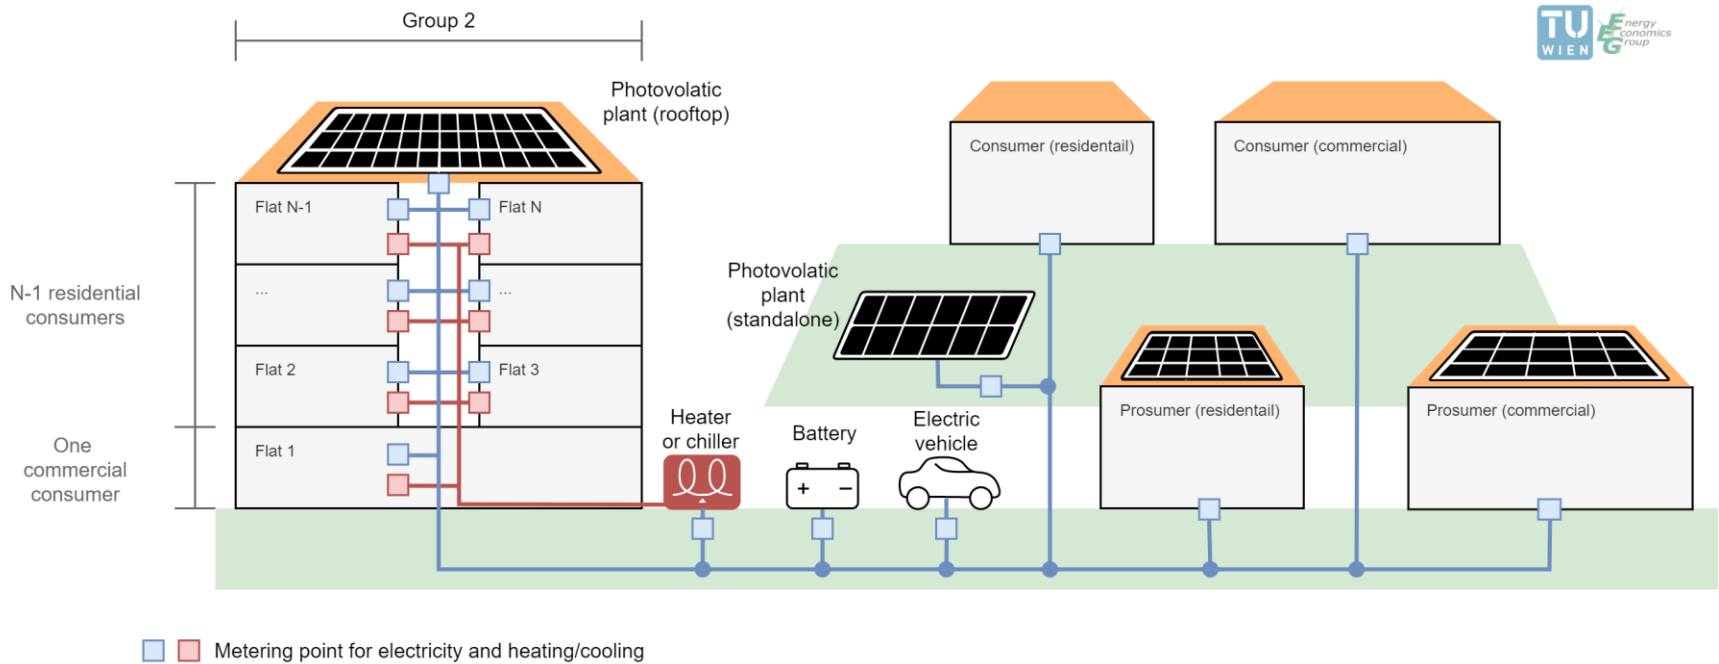 Group 2
TU
WIEN
Energy
Economics
Group
Photovolatic
plant (rooftop)
Consumer (residentail)
Consumer (commercial)
Flat N-1
Flat N
N-1 residential
consumers
...
...
Photovolatic
plant
(standalone)
Flat 2
Flat 3
Prosumer (residentail)
Prosumer (commercial)
One
commercial
consumer
Flat 1
Heater
or chiller
Battery
Electric
vehicle
Metering point for electricity and heating/cooling